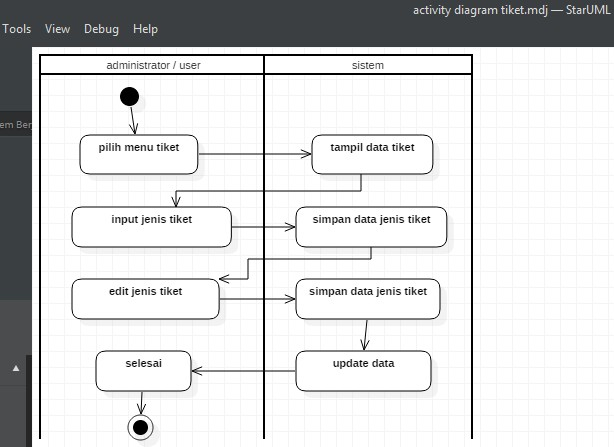 activity diagram tiket.mdj — StarUML
Tools View Debug Help
administrator / user sistem
pilih menu tiket tampil data tiket
input jenis tiket simpan data jenis tiket
edit jenis tiket simpan data jenis tiket
selesai update data